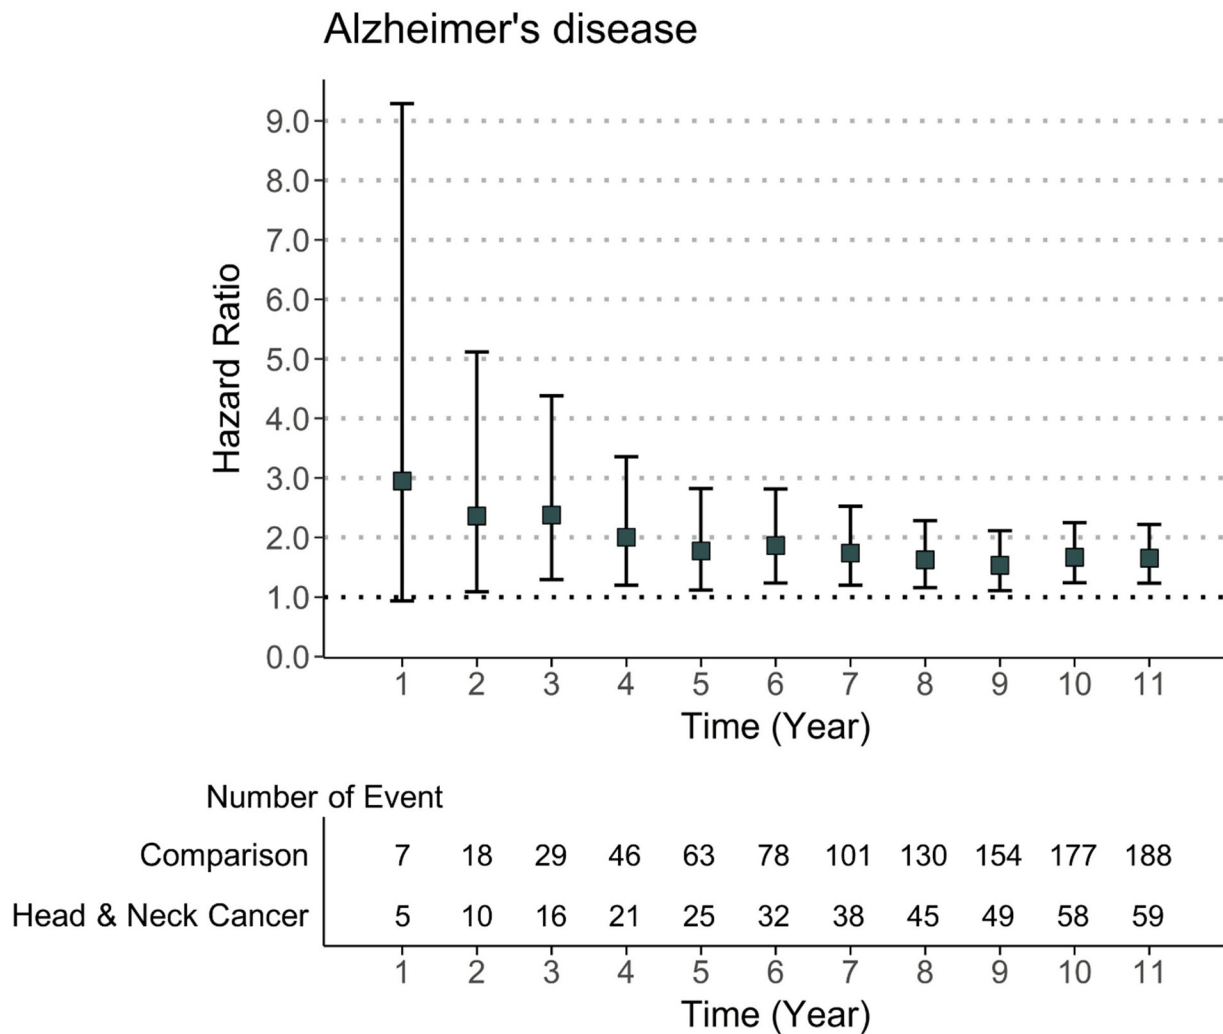 Alzheimer's disease
Hazard Ratio
9.0
8.0
7.0
6.0
5.0
4.0
3.0
2.0
1.0
0.0
1 2 3 4 5 6 7 8 9 10 11
Time (Year)
Number of Event
Comparison 7 18 29 46 63 78 101 130 154 177 188
Head & Neck Cancer 5 10 16 21 25 32 38 45 49 58 59
1 2 3 4 5 6 7 8 9 10 11
Time (Year)